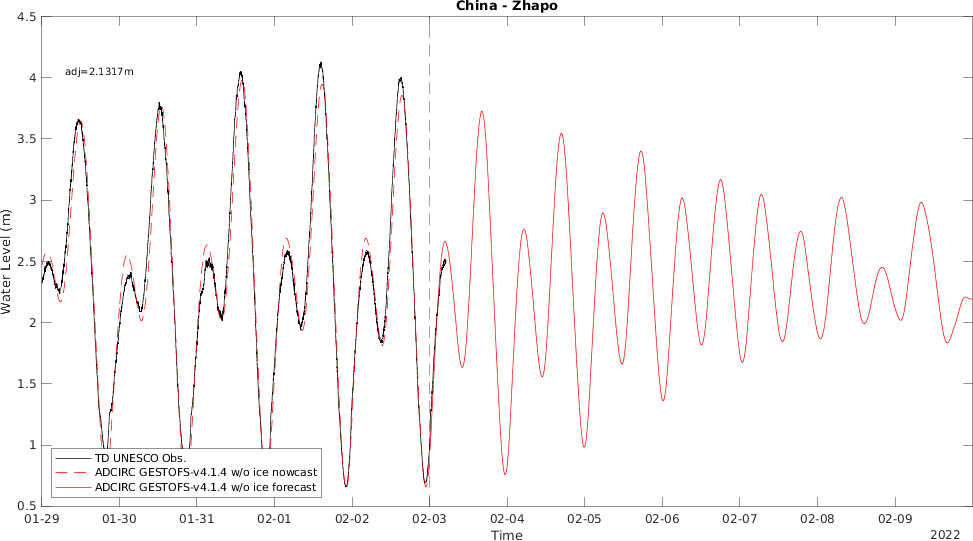 China - Zhapo
4.5
4
3.5
3
2.5
2
1.5
1
0.5
Water Level (m)
adj=2.1317m
TD UNESCO Obs.
ADCIRC GESTOFS-v4.1.4 w/o ice nowcast
ADCIRC GESTOFS-v4.1.4 w/o ice forecast
01-29 01-30 01-31 02-01 02-02 02-03 02-04 02-05 02-06 02-07 02-08 02-09
Time
2022